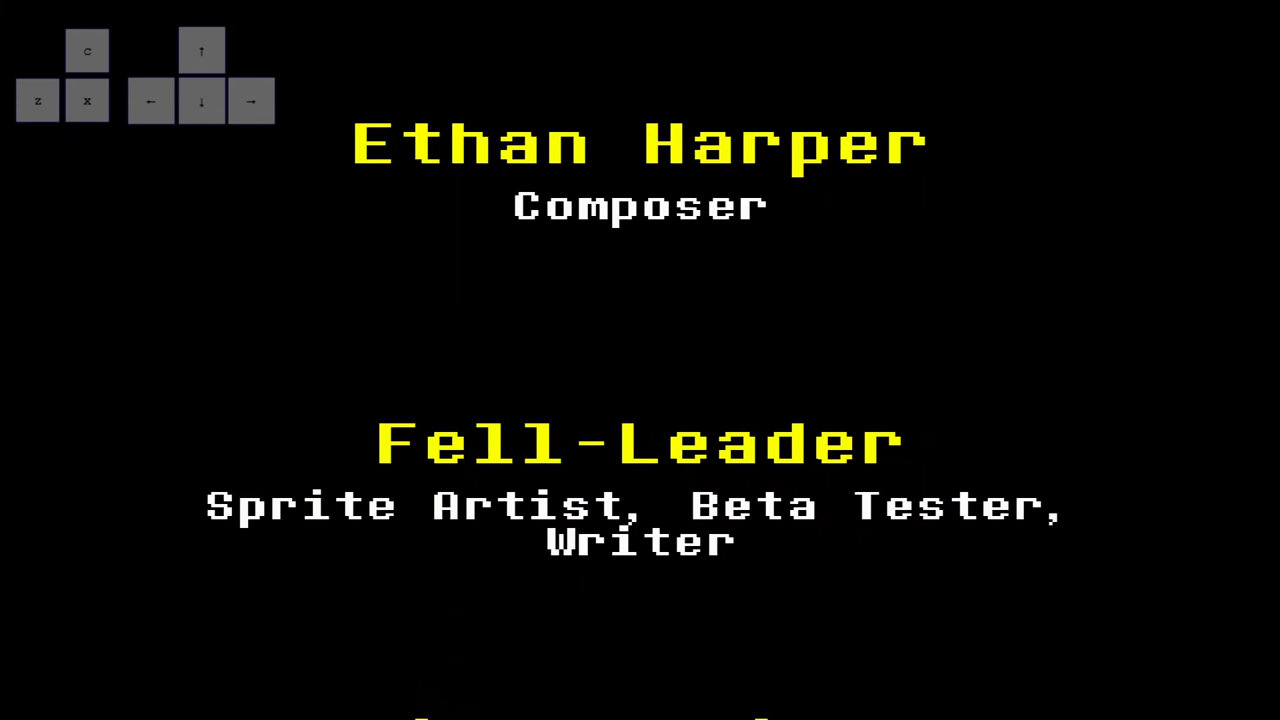 c ↑
z x ← ↓ →
Ethan Harper
Composer
Fell-Leader
Sprite Artist, Beta Tester,
Writer